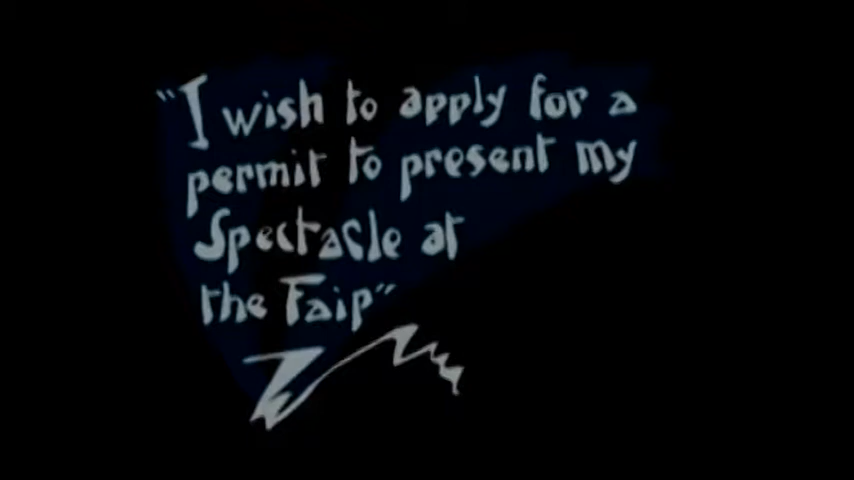 "I wish to apply for a
permit to present my
Spectacle at
the Fair"